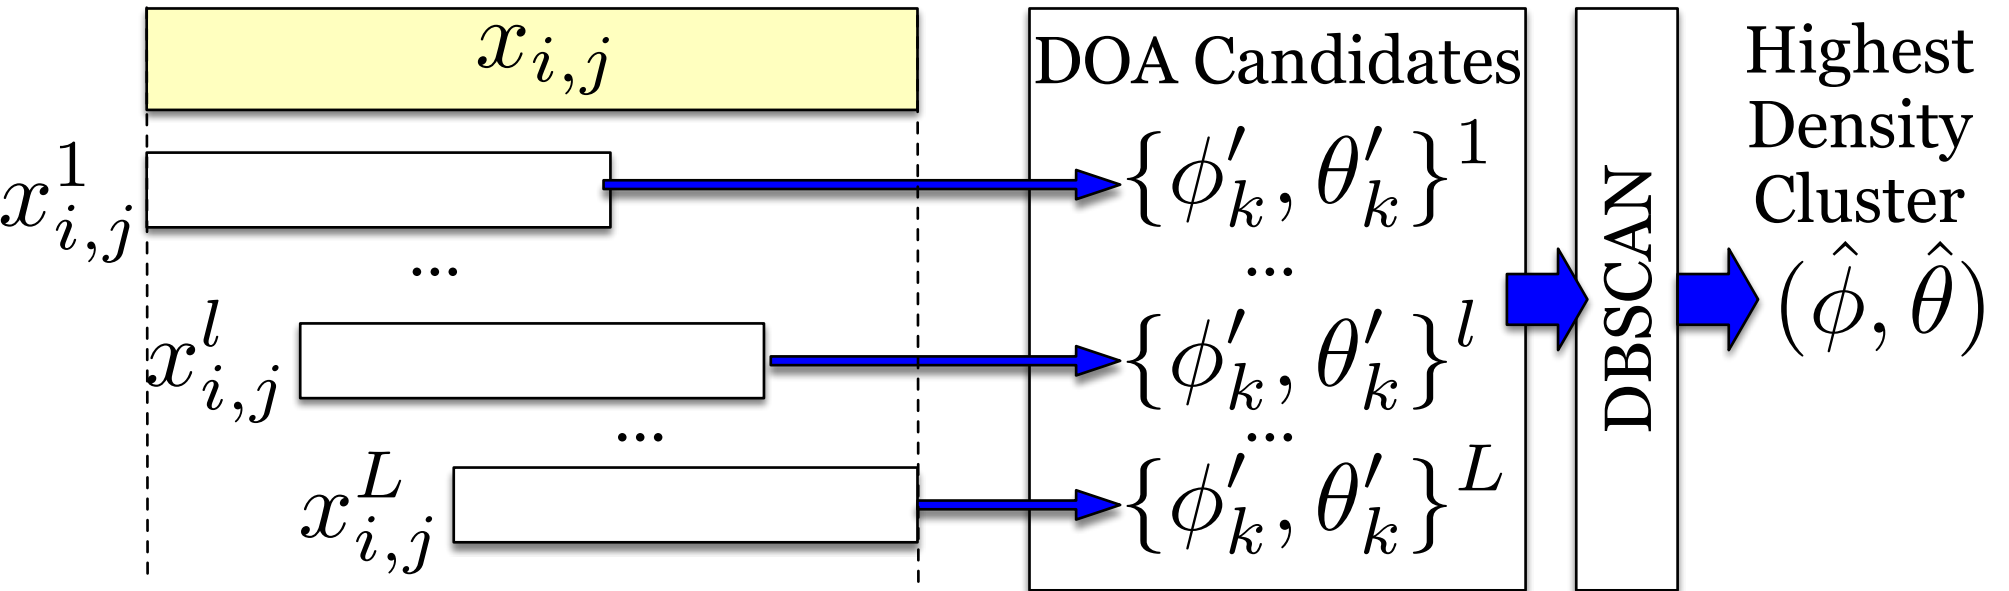 x_{i,j}
x^1_{i,j}
...
x^l_{i,j}
...
x^L_{i,j}
DOA Candidates
{ϕ′_k, θ′_k}^1
...
{ϕ′_k, θ′_k}^l
...
{ϕ′_k, θ′_k}^L
DBSCAN
Highest
Density
Cluster
(ϕ̂, θ̂)